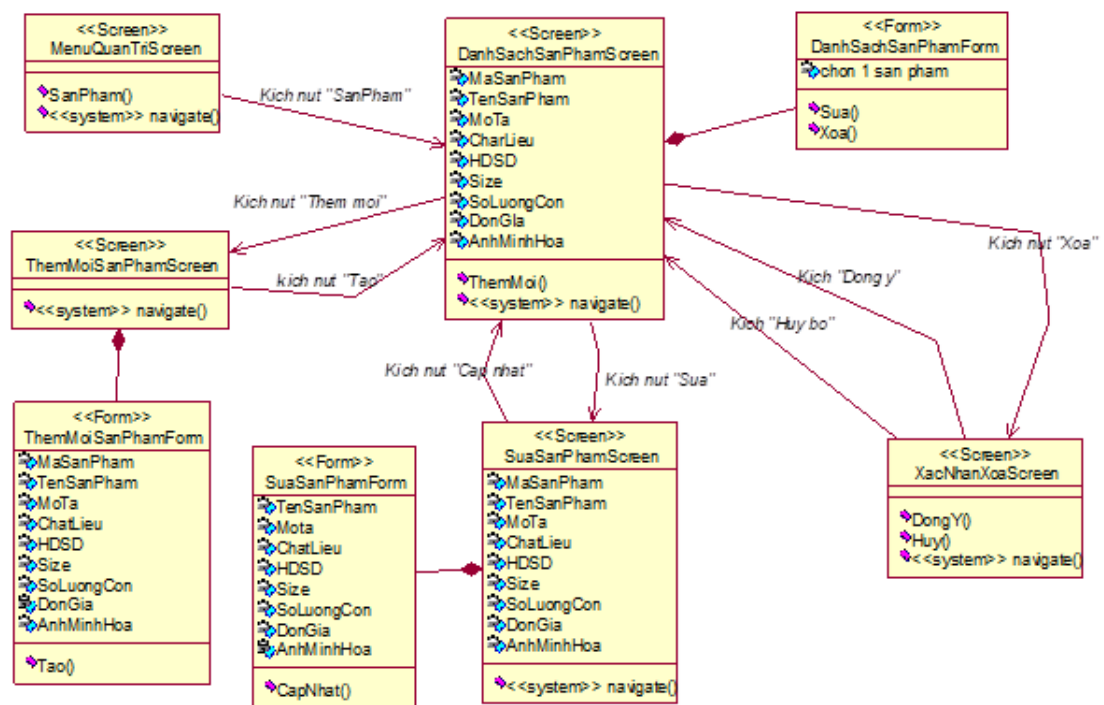 <<Screen>>
MenuQuanTriScreen
SanPham()
<<system>> navigate()
Kich nut "SanPham"
<<Screen>>
DanhSachSanPhamScreen
MaSanPham
TenSanPham
MoTa
CharLieu
HDSD
Size
SoLuongCon
DonGIa
AnhMinhHoa
ThemMoi()
<<system>> navigate()
<<Form>>
DanhSachSanPhamForm
chon 1 san pham
Sua()
Xoa()
Kich nut "Them moi"
kich nut "Tao"
Kich nut "Xoa"
Kich "Dong y"
Kich "Huy bo"
Kich nut "Cap nhat"
Kich nut "Sua"
<<Screen>>
ThemMoiSanPhamScreen
<<system>> navigate()
<<Form>>
ThemMoiSanPhamForm
MaSanPham
TenSanPham
MoTa
ChatLieu
HDSD
Size
SoLuongCon
DonGia
AnhMinhHoa
Tao()
<<Form>>
SuaSanPhamForm
TenSanPham
Mota
ChatLieu
HDSD
Size
SoLuongCon
DonGia
AnhMinhHoa
CapNhat()
<<Screen>>
SuaSanPhamScreen
MaSanPham
TenSanPham
MoTa
ChatLieu
HDSD
Size
SoLuongCon
DonGia
AnhMinhHoa
<<system>> navigate()
<<Screen>>
XacNhanXoaScreen
DongY()
Huy()
<<system>> navigate()